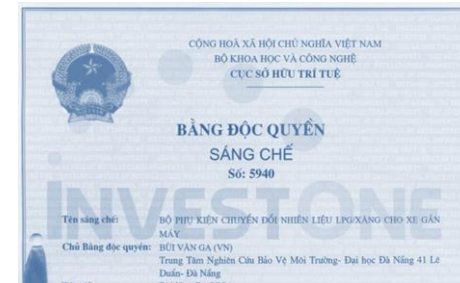 CỘNG HOÀ XÃ HỘI CHỦ NGHĨA VIỆT NAM
BỘ KHOA HỌC VÀ CÔNG NGHỆ
CỤC SỞ HỮU TRÍ TUỆ
BẰNG ĐỘC QUYỀN
SÁNG CHẾ
Số: 5940
INVESTONE
Tên sáng chế: BỘ PHỤ KIỆN CHUYỂN ĐỔI NHIÊN LIỆU LPG/XĂNG CHO XE GẮN
MÁY
Chủ Bằng độc quyền: BÙI VĂN GA (VN)
Trung Tâm Nghiên Cứu Bảo Vệ Môi Trường- Đại học Đà Nẵng 41 Lê
Duẩn- Đà Nẵng